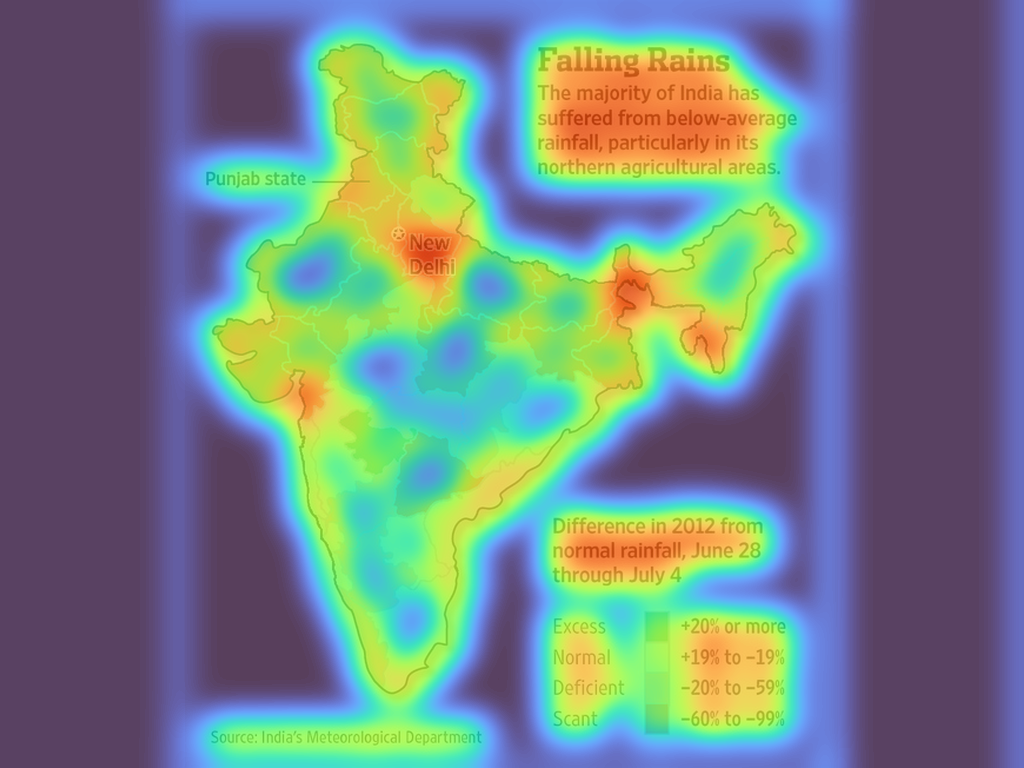 Falling Rains
The majority of India has
suffered from below-average
rainfall, particularly in its
northern agricultural areas.
Punjab state
New
Delhi
Difference in 2012 from
normal rainfall, June 28
through July 4
Excess +20% or more
Normal +19% to −19%
Deficient −20% to −59%
Scant −60% to −99%
Source: India's Meteorological Department